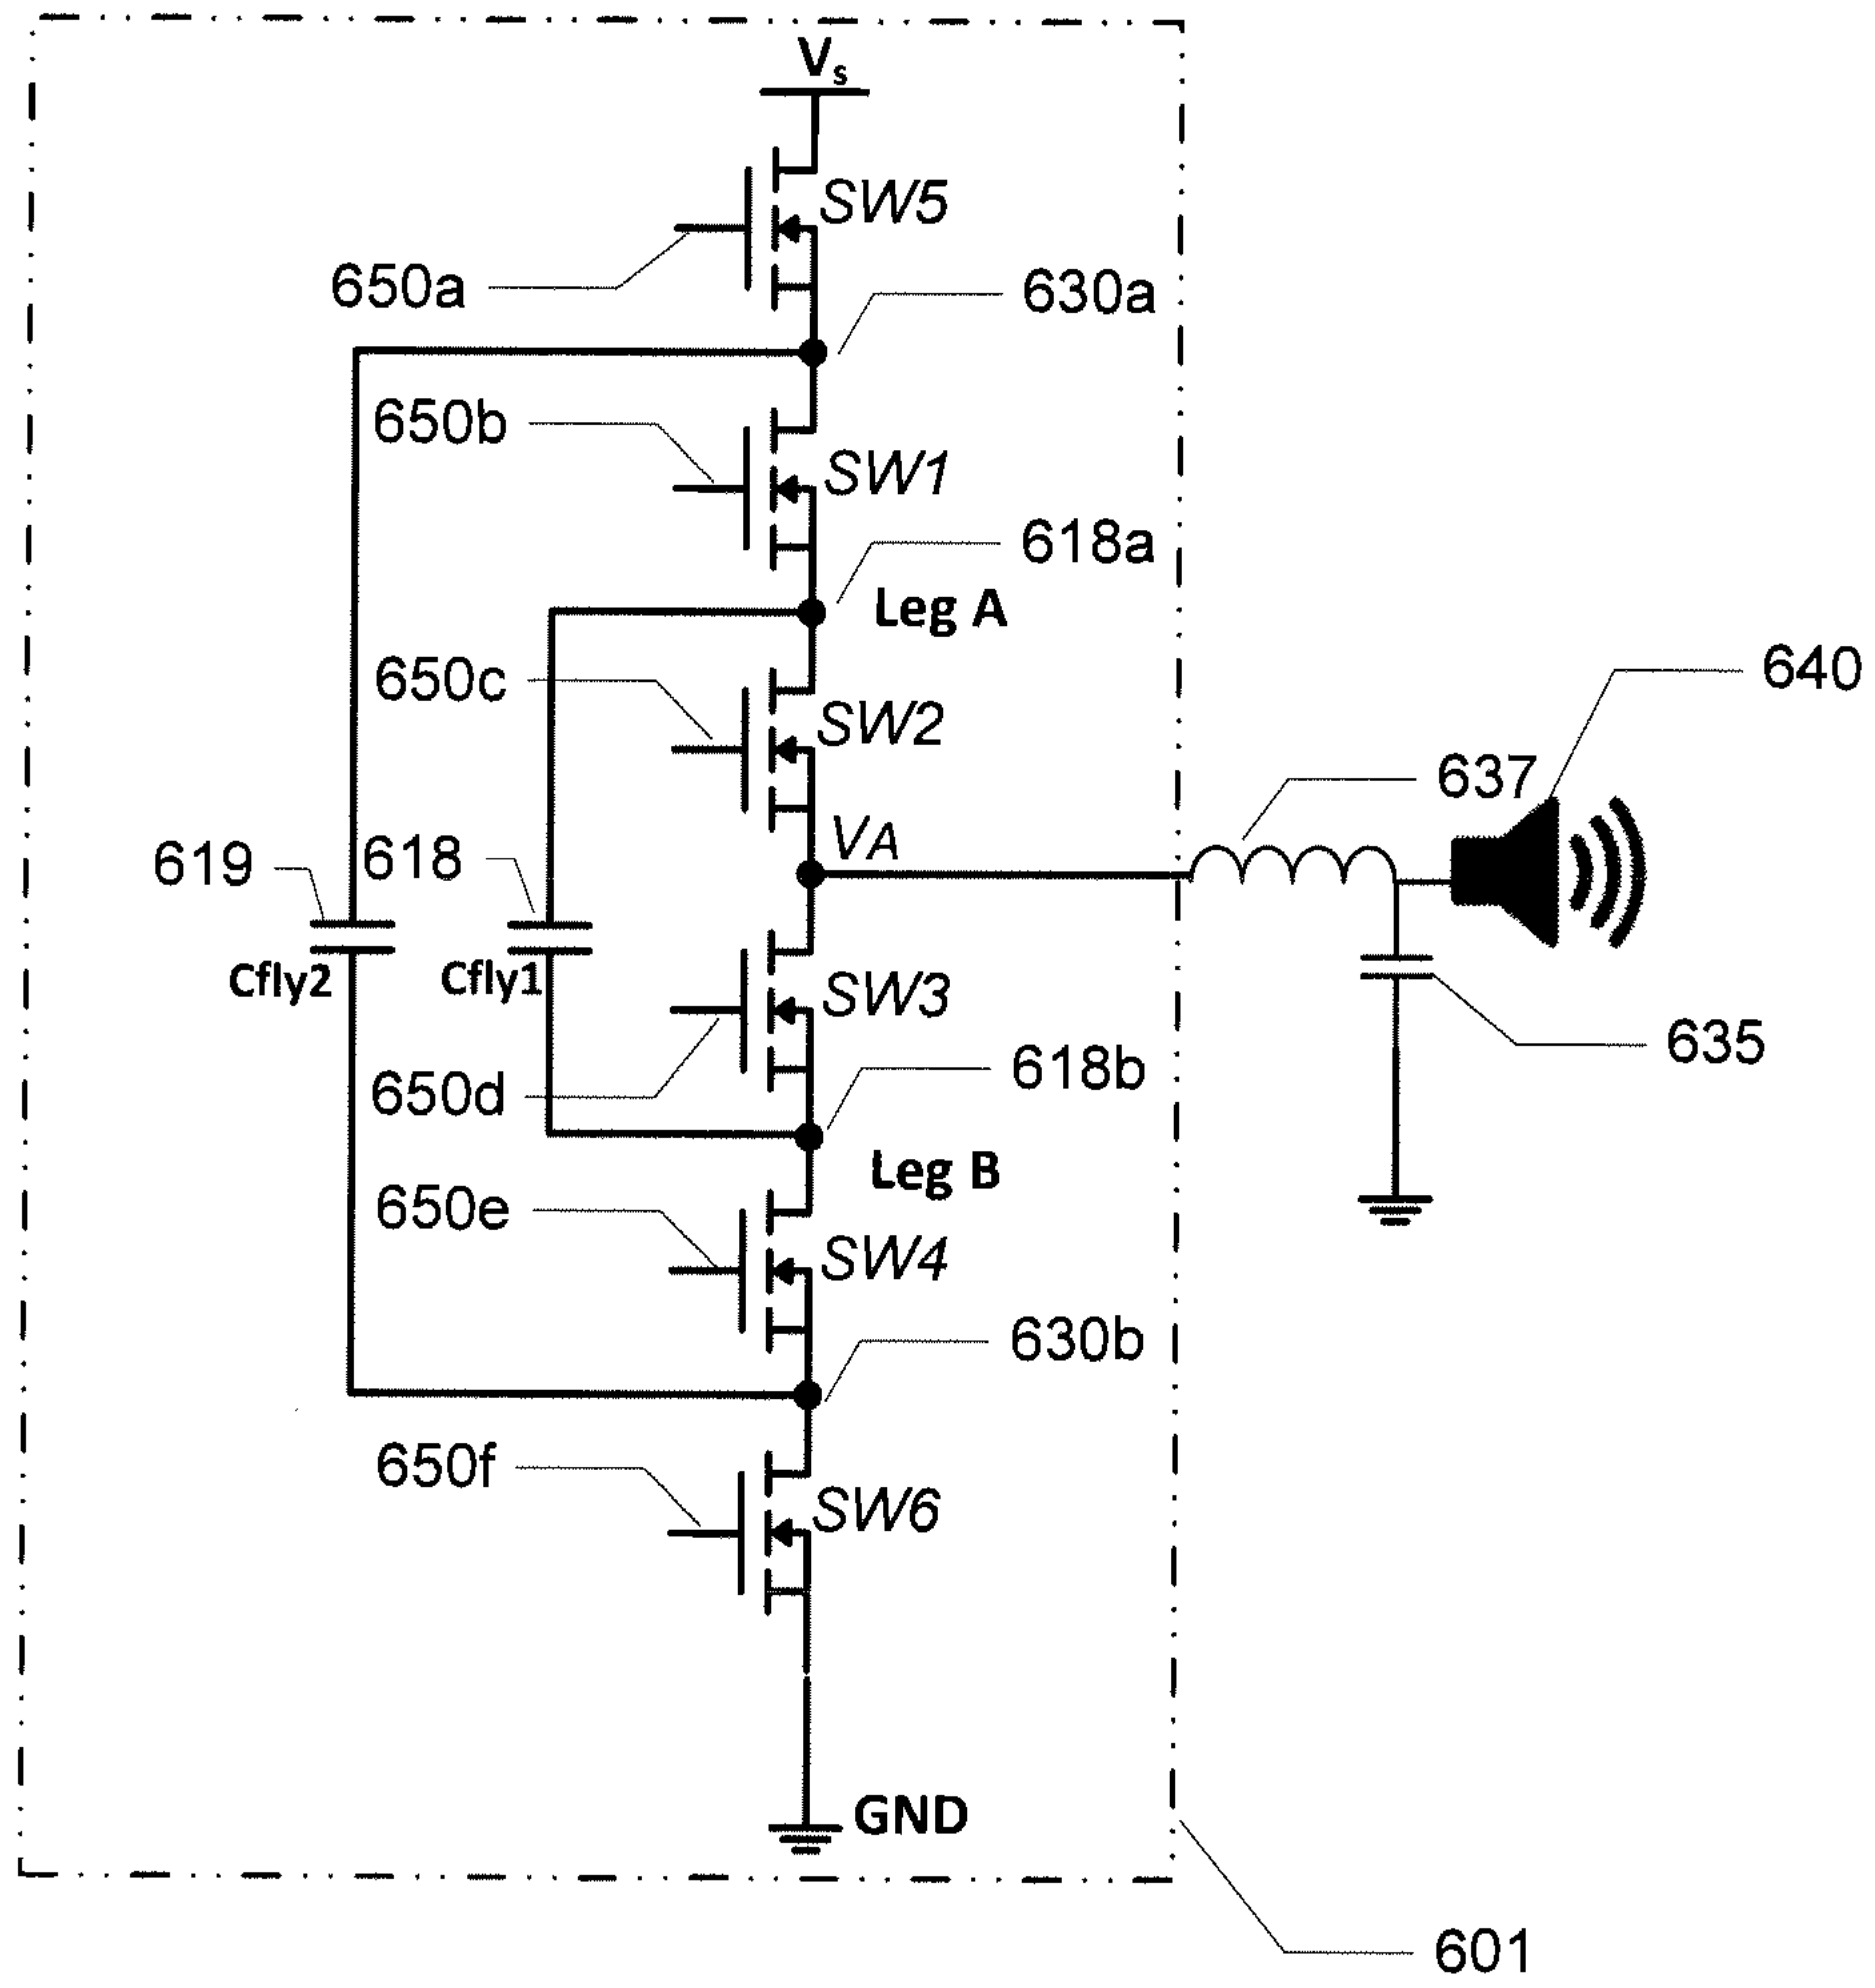 Vs
SW5
650a
630a
650b
SW1
618a
Leg A
650c
SW2
640
637
VA
619
618
Cfly2
Cfly1
SW3
635
650d
618b
Leg B
650e
SW4
630b
650f
SW6
GND
601